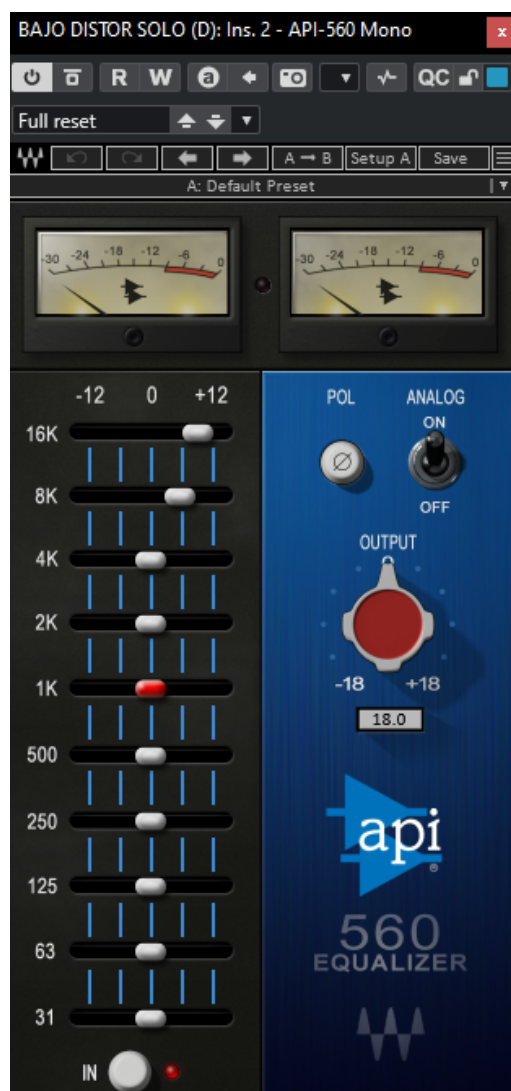 BAJO DISTOR SOLO (D): Ins. 2 - API-560 Mono x
R W a QC
Full reset
A → B Setup A Save
A: Default Preset
-30 -24 -18 -12 -6 0
-30 -24 -18 -12 -6 0
-12 0 +12
POL ANALOG
ON
16K
8K
OFF
OUTPUT
0
4K
2K
1K
-18 +18
18.0
500
250
api
®
125
560
63
EQUALIZER
31
IN